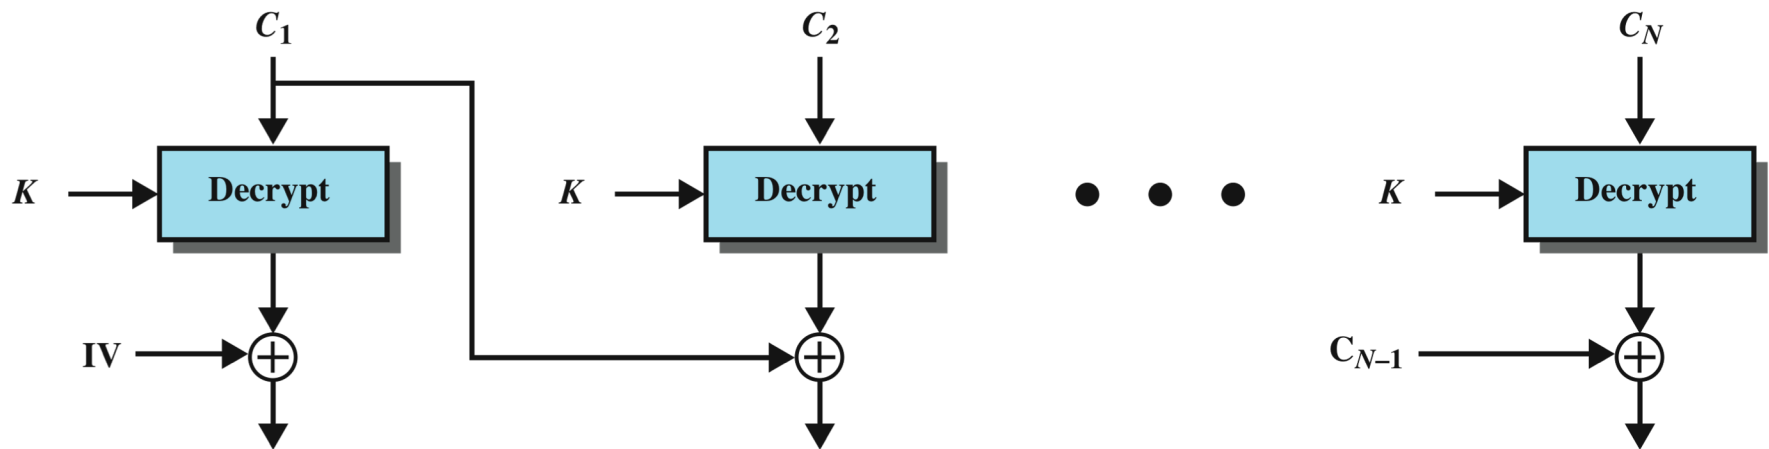 C1 C2 CN
K Decrypt K Decrypt K Decrypt
IV CN–1